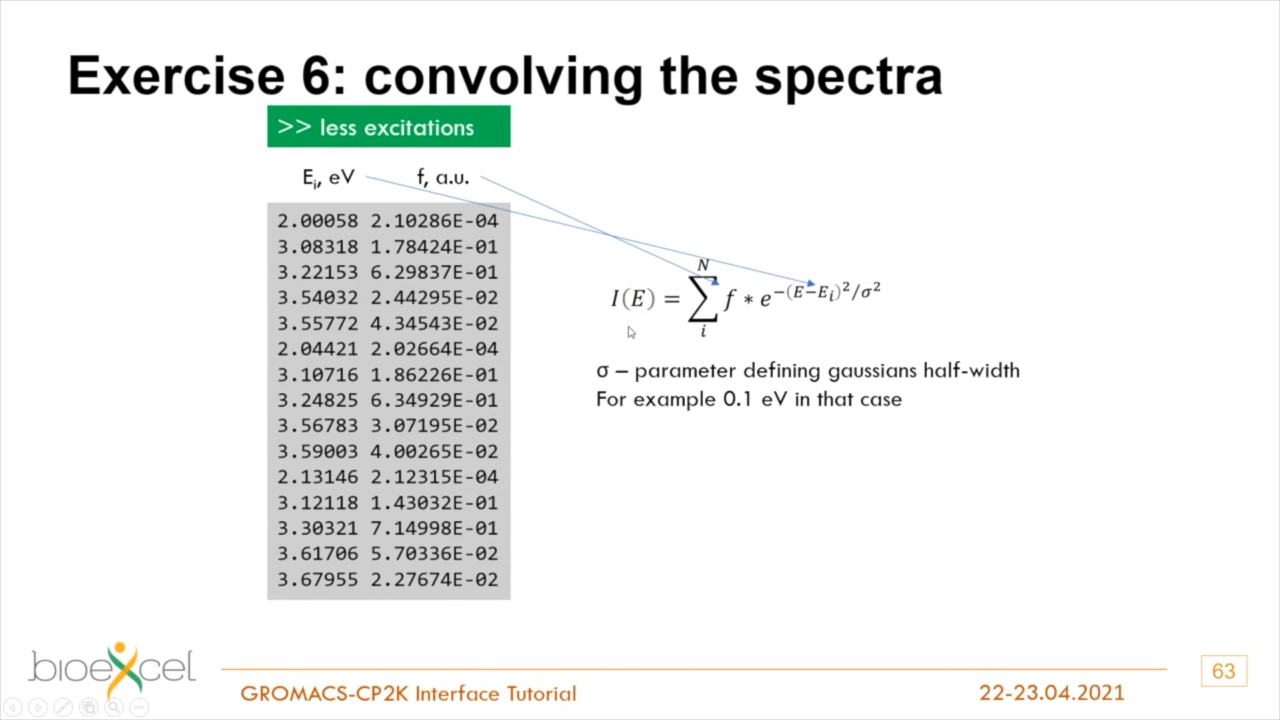 Exercise 6: convolving the spectra
>> less excitations
Eᵢ, eV f, a.u.
2.00058 2.10286E-04
3.08318 1.78424E-01
3.22153 6.29837E-01
3.54032 2.44295E-02
3.55772 4.34543E-02
2.04421 2.02664E-04
3.10716 1.86226E-01
3.24825 6.34929E-01
3.56783 3.07195E-02
3.59003 4.00265E-02
2.13146 2.12315E-04
3.12118 1.43032E-01
3.30321 7.14998E-01
3.61706 5.70336E-02
3.67955 2.27674E-02
N
I(E) = ∑ f * e^{-(E-Eᵢ)²/σ²}
i
σ – parameter defining gaussians half-width
For example 0.1 eV in that case
bioexcel
GROMACS-CP2K Interface Tutorial
22-23.04.2021
63